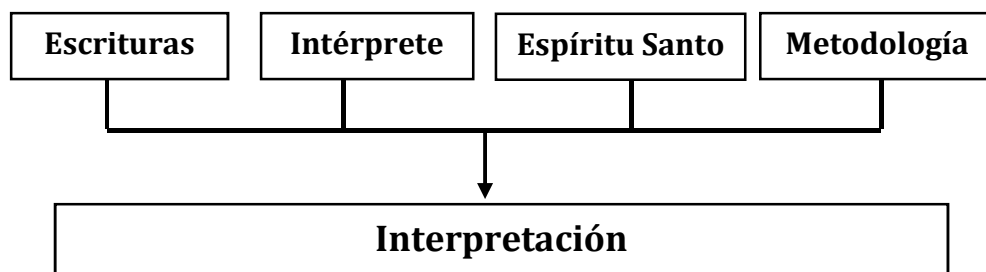 Escrituras
Intérprete
Espíritu Santo
Metodología
Interpretación